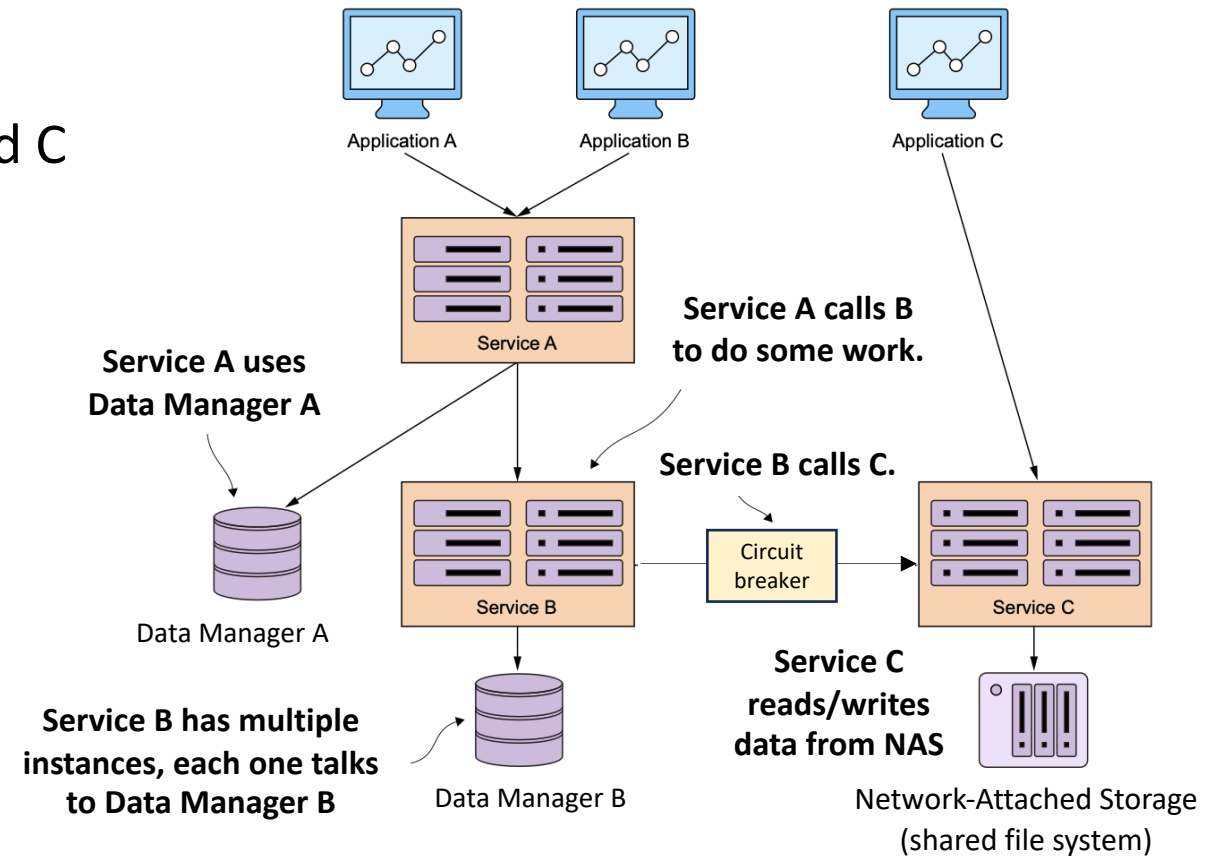 d C
Application A
Application B
Application C
Service A
Service A calls B
to do some work.
Service A uses
Data Manager A
Service B calls C.
Circuit
breaker
Service B
Service C
Data Manager A
Service C
reads/writes
data from NAS
Service B has multiple
instances, each one talks
to Data Manager B
Data Manager B
Network-Attached Storage
(shared file system)